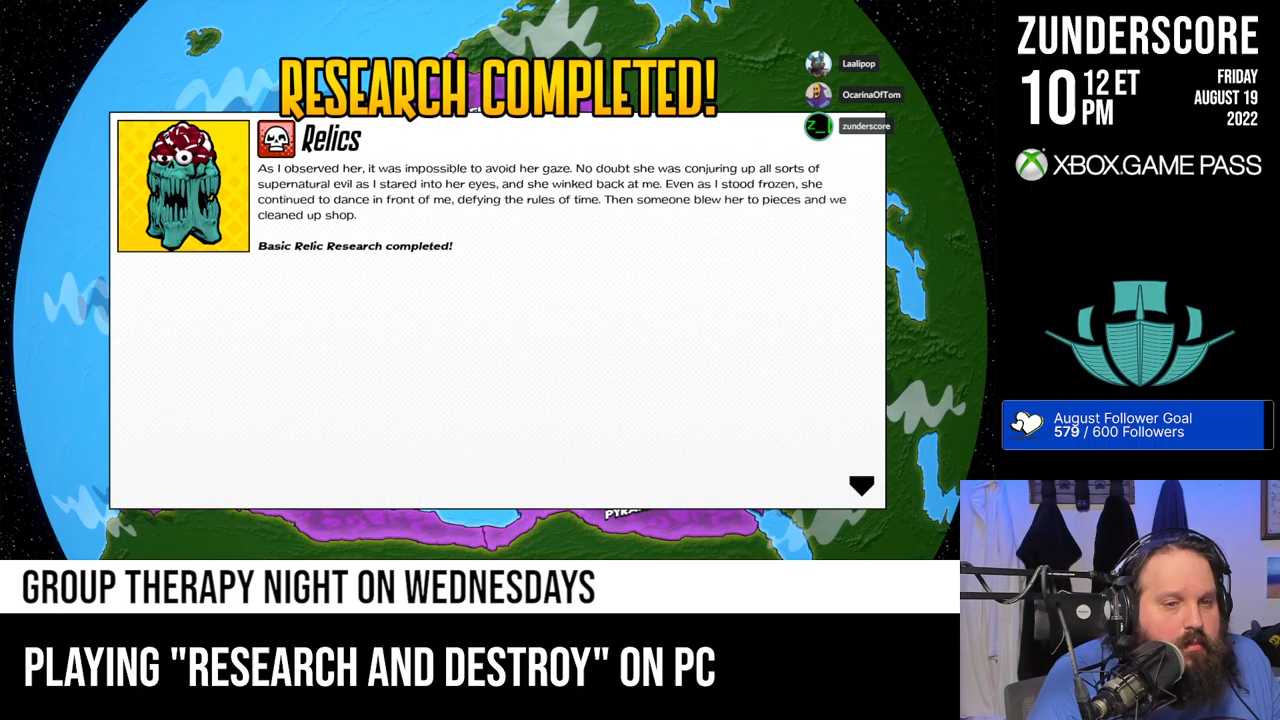 RESEARCH COMPLETED!
Laalipop
OcarinaOfTom
zunderscore
Z_
Relics
As I observed her, it was impossible to avoid her gaze. No doubt she was conjuring up all sorts of
supernatural evil as I stared into her eyes, and she winked back at me. Even as I stood frozen, she
continued to dance in front of me, defying the rules of time. Then someone blew her to pieces and we
cleaned up shop.
Basic Relic Research completed!
ZUNDERSCORE
10 12 ET
PM
FRIDAY
AUGUST 19
2022
XBOX GAME PASS
August Follower Goal
579 / 600 Followers
GROUP THERAPY NIGHT ON WEDNESDAYS
PLAYING "RESEARCH AND DESTROY" ON PC